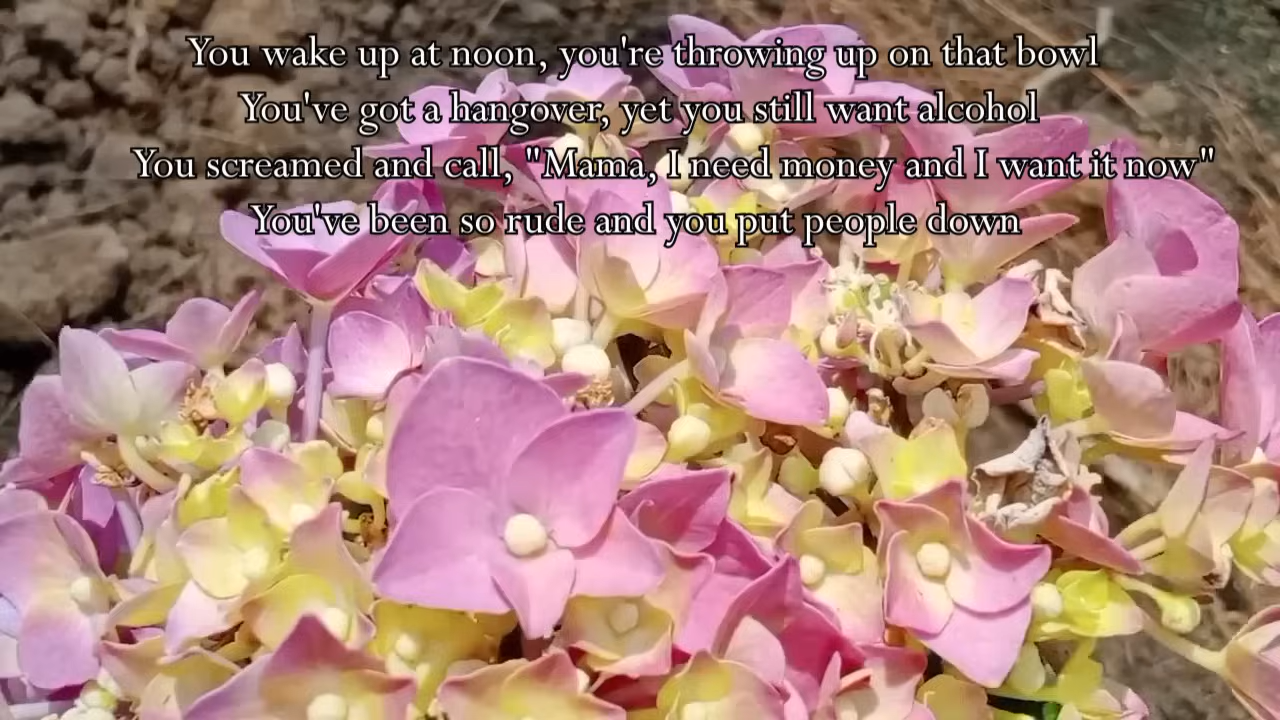 You wake up at noon, you're throwing up on that bowl
You've got a hangover, yet you still want alcohol
You screamed and call, "Mama, I need money and I want it now"
You've been so rude and you put people down